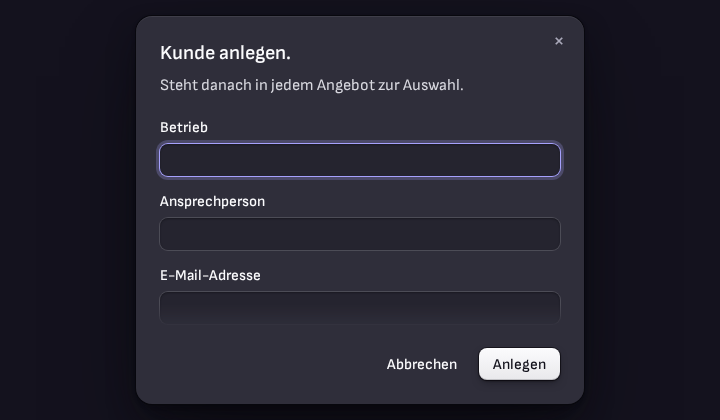 Kunde anlegen.
×
Steht danach in jedem Angebot zur Auswahl.
Betrieb
Ansprechperson
E-Mail-Adresse
Abbrechen
Anlegen